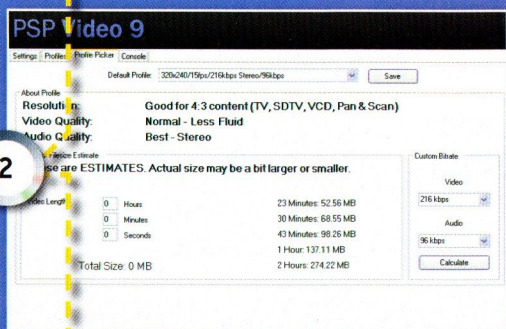 PSP Video 9
Settings Profiles Profile Picker Console
Default Profile: 320x240/15fps/216kbps Stereo/96kbps Save
About Profile
Resolution: Good for 4:3 content (TV, SDTV, VCD, Pan & Scan)
Video Quality: Normal - Less Fluid
Audio Quality: Best - Stereo
2
Filesize Estimate
are ESTIMATES. Actual size may be a bit larger or smaller.
Video Length
0 Hours
0 Minutes
0 Seconds
Total Size: 0 MB
23 Minutes: 52.56 MB
30 Minutes: 68.55 MB
43 Minutes: 98.26 MB
1 Hour: 137.11 MB
2 Hours: 274.22 MB
Custom Bitrate
Video
216 kbps
Audio
96 kbps
Calculate